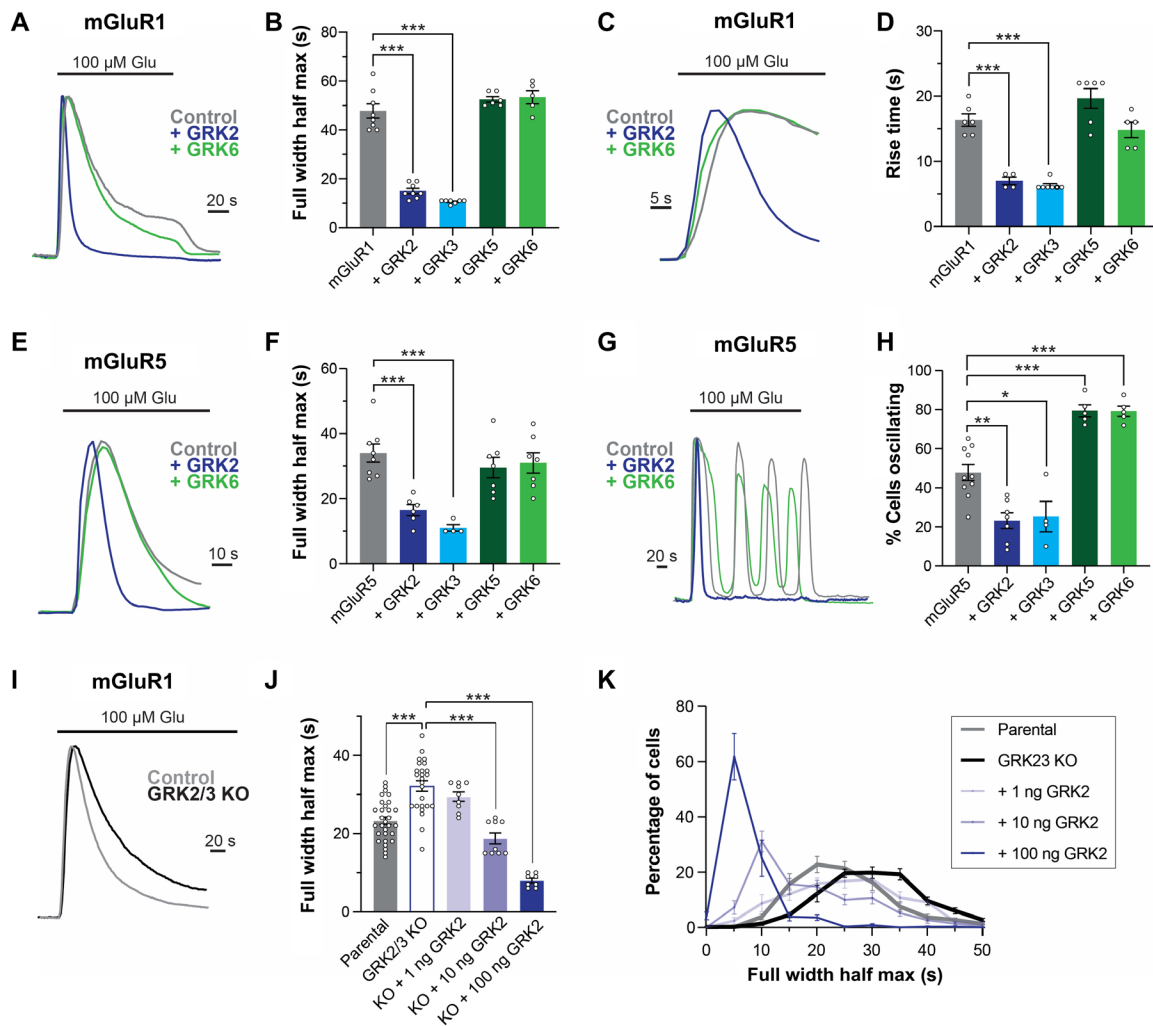 A
mGluR1
100 µM Glu
Control
+ GRK2
+ GRK6
20 s
B
Full width half max (s)
80
60
40
20
0
***
***
mGluR1
+ GRK2
+ GRK3
+ GRK5
+ GRK6
C
mGluR1
100 µM Glu
Control
+ GRK2
+ GRK6
5 s
D
Rise time (s)
30
20
10
0
***
***
mGluR1
+ GRK2
+ GRK3
+ GRK5
+ GRK6
E
mGluR5
100 µM Glu
Control
+ GRK2
+ GRK6
10 s
F
Full width half max (s)
60
40
20
0
***
***
mGluR5
+ GRK2
+ GRK3
+ GRK5
+ GRK6
G
mGluR5
100 µM Glu
Control
+ GRK2
+ GRK6
20 s
H
% Cells oscillating
100
80
60
40
20
0
***
***
*
**
mGluR5
+ GRK2
+ GRK3
+ GRK5
+ GRK6
I
mGluR1
100 µM Glu
Control
GRK2/3 KO
20 s
J
Full width half max (s)
40
20
0
***
***
***
Parental
GRK2/3 KO
KO + 1 ng GRK2
KO + 10 ng GRK2
KO + 100 ng GRK2
K
Percentage of cells
80
60
40
20
0
0
10
20
30
40
50
Full width half max (s)
Parental
GRK23 KO
+ 1 ng GRK2
+ 10 ng GRK2
+ 100 ng GRK2